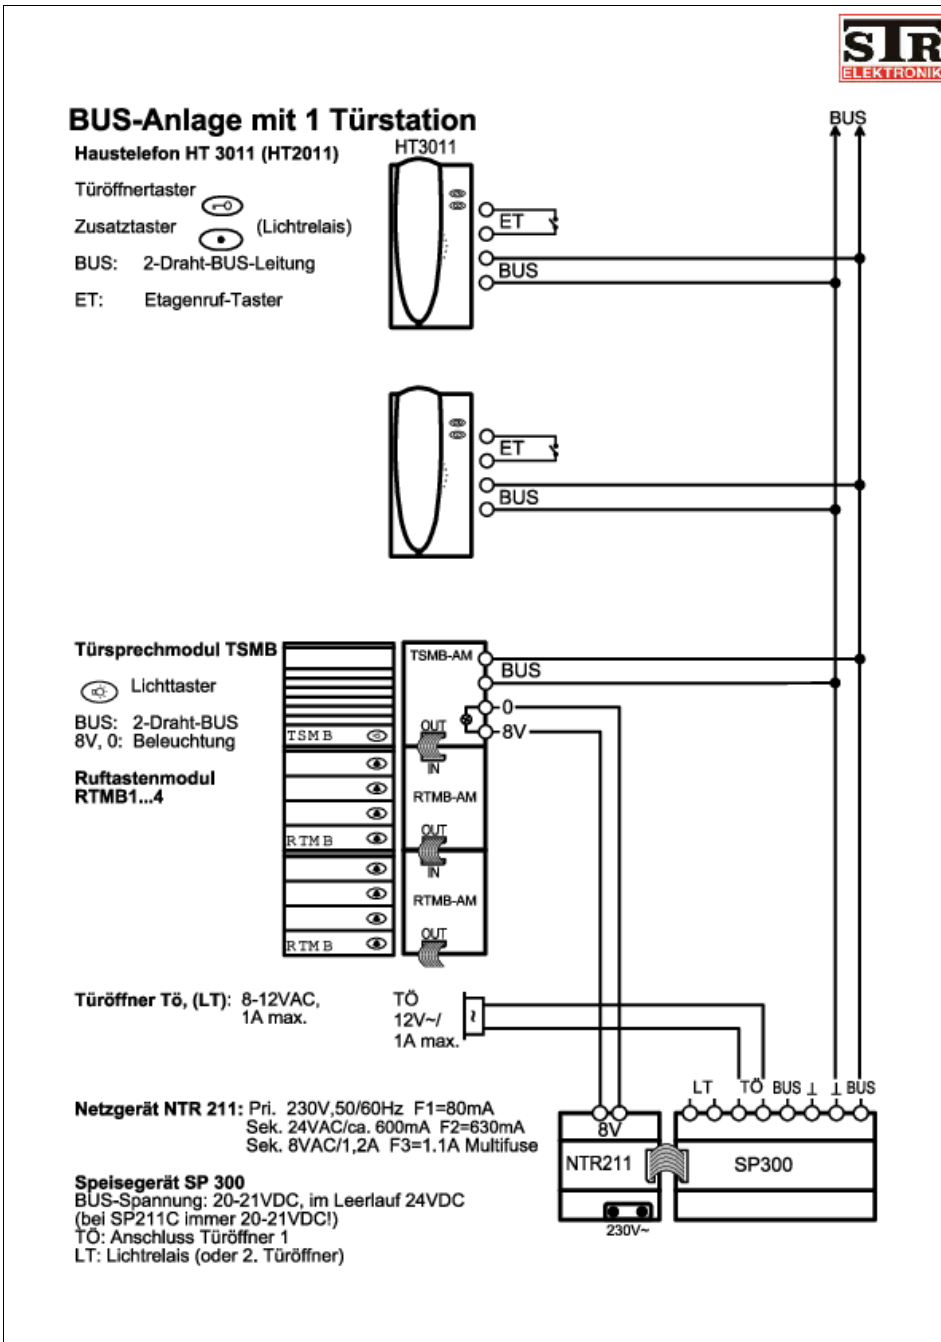 STR
ELEKTRONIK
BUS-Anlage mit 1 Türstation
BUS
Haustelefon HT 3011 (HT2011)
HT3011
Türöffnertaster
Zusatztaster (Lichtrelais)
ET
BUS: 2-Draht-BUS-Leitung
BUS
ET: Etagenruf-Taster
ET
BUS
Türsprechmodul TSMB
TSMB-AM
BUS
Lichttaster
BUS: 2-Draht-BUS
8V, 0: Beleuchtung
0
8V
TSMB
OUT
IN
Ruftastenmodul
RTMB1...4
RTMB-AM
RTMB
OUT
IN
RTMB-AM
RTMB
OUT
Türöffner Tö, (LT): 8-12VAC,
1A max.
TÖ
12V~/
1A max.
~
LT TÖ BUS ⊥ ⊥ BUS
Netzgerät NTR 211: Pri. 230V,50/60Hz F1=80mA
Sek. 24VAC/ca. 600mA F2=630mA
Sek. 8VAC/1,2A F3=1.1A Multifuse
8V
NTR211
SP300
230V~
Speisegerät SP 300
BUS-Spannung: 20-21VDC, im Leerlauf 24VDC
(bei SP211C immer 20-21VDC!)
TÖ: Anschluss Türöffner 1
LT: Lichtrelais (oder 2. Türöffner)